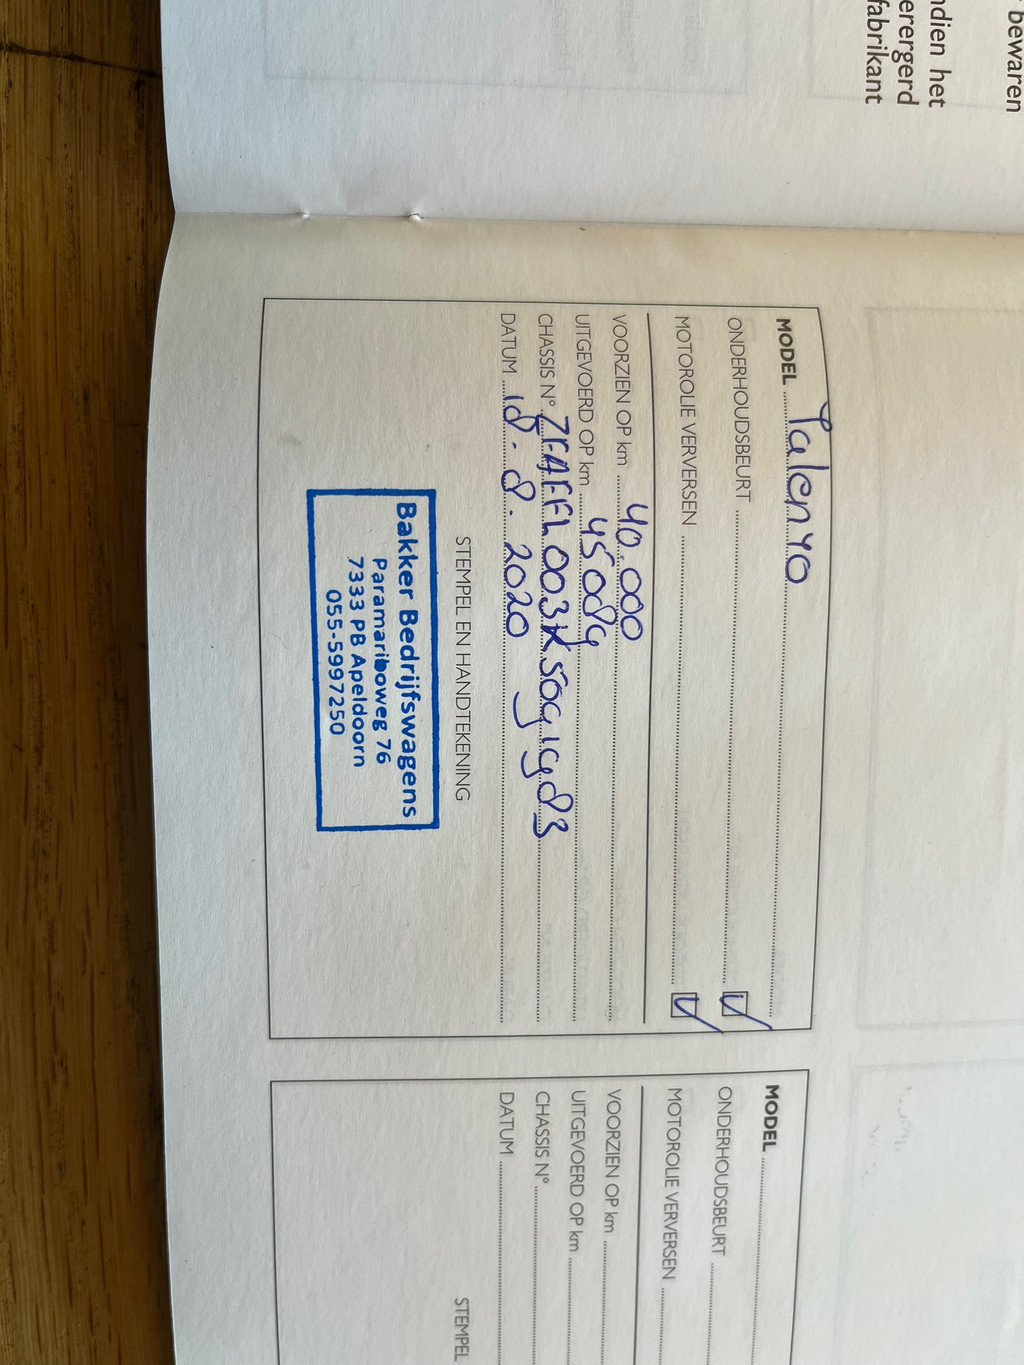 bewaren
ndien het
erergerd
fabrikant
MODEL Talento
ONDERHOUDSBEURT
MOTOROLIE VERVERSEN
VOORZIEN OP km 40.000
UITGEVOERD OP km 45089
CHASSIS N° ZFAFFL003K5091983
DATUM 18-8-2020
STEMPEL EN HANDTEKENING
Bakker Bedrijfswagens
Paramariboweg 76
7333 PB Apeldoorn
055-5997250
MODEL
ONDERHOUDSBEURT
MOTOROLIE VERVERSEN
VOORZIEN OP km
UITGEVOERD OP km
CHASSIS N°
DATUM
STEMPEL